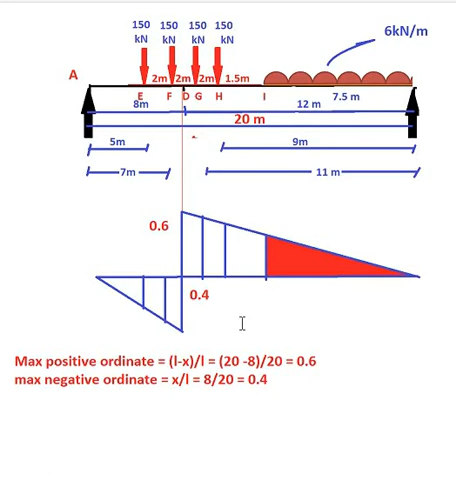 150 150 150 150
kN kN kN kN
6kN/m
A
2m 2m 2m 1.5m
E F D G H I 7.5 m
8m 12 m
20 m
5m 9m
7m 11 m
0.6
0.4
Max positive ordinate = (l-x)/l = (20 -8)/20 = 0.6
max negative ordinate = x/l = 8/20 = 0.4